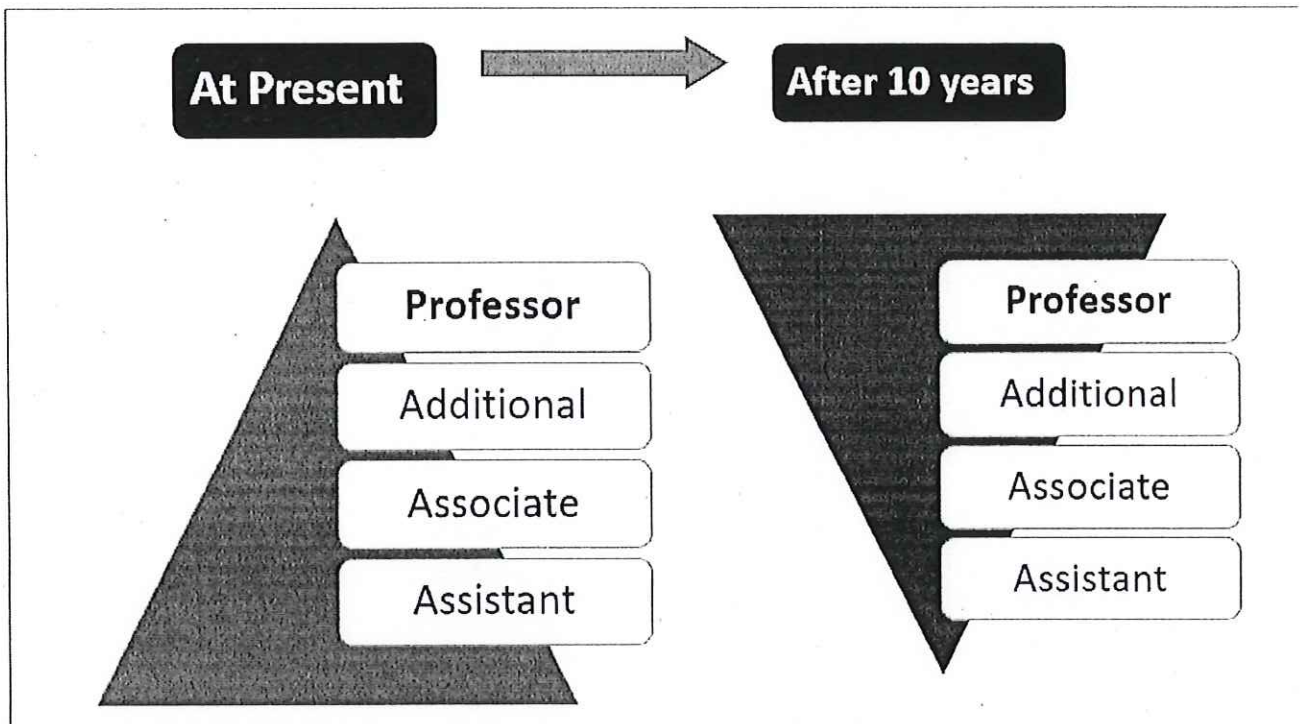 At Present
After 10 years
Professor
Additional
Associate
Assistant
Professor
Additional
Associate
Assistant